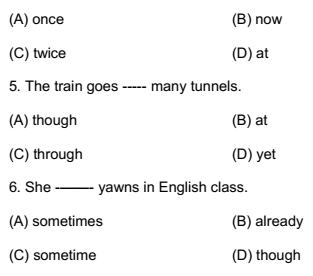 (A) once (B) now
(C) twice (D) at
5. The train goes ----- many tunnels.
(A) though (B) at
(C) through (D) yet
6. She ----- yawns in English class.
(A) sometimes (B) already
(C) sometime (D) though